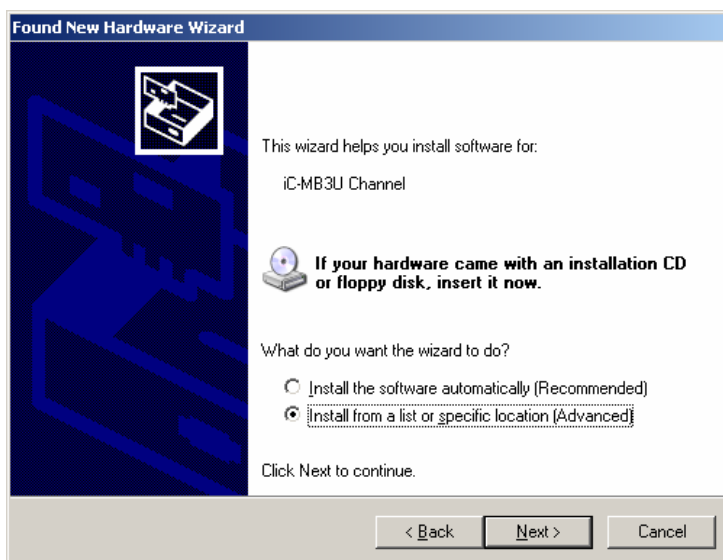 Found New Hardware Wizard
This wizard helps you install software for:
iC-MB3U Channel
If your hardware came with an installation CD
or floppy disk, insert it now.
What do you want the wizard to do?
Install the software automatically (Recommended)
Install from a list or specific location (Advanced)
Click Next to continue.
< Back Next > Cancel